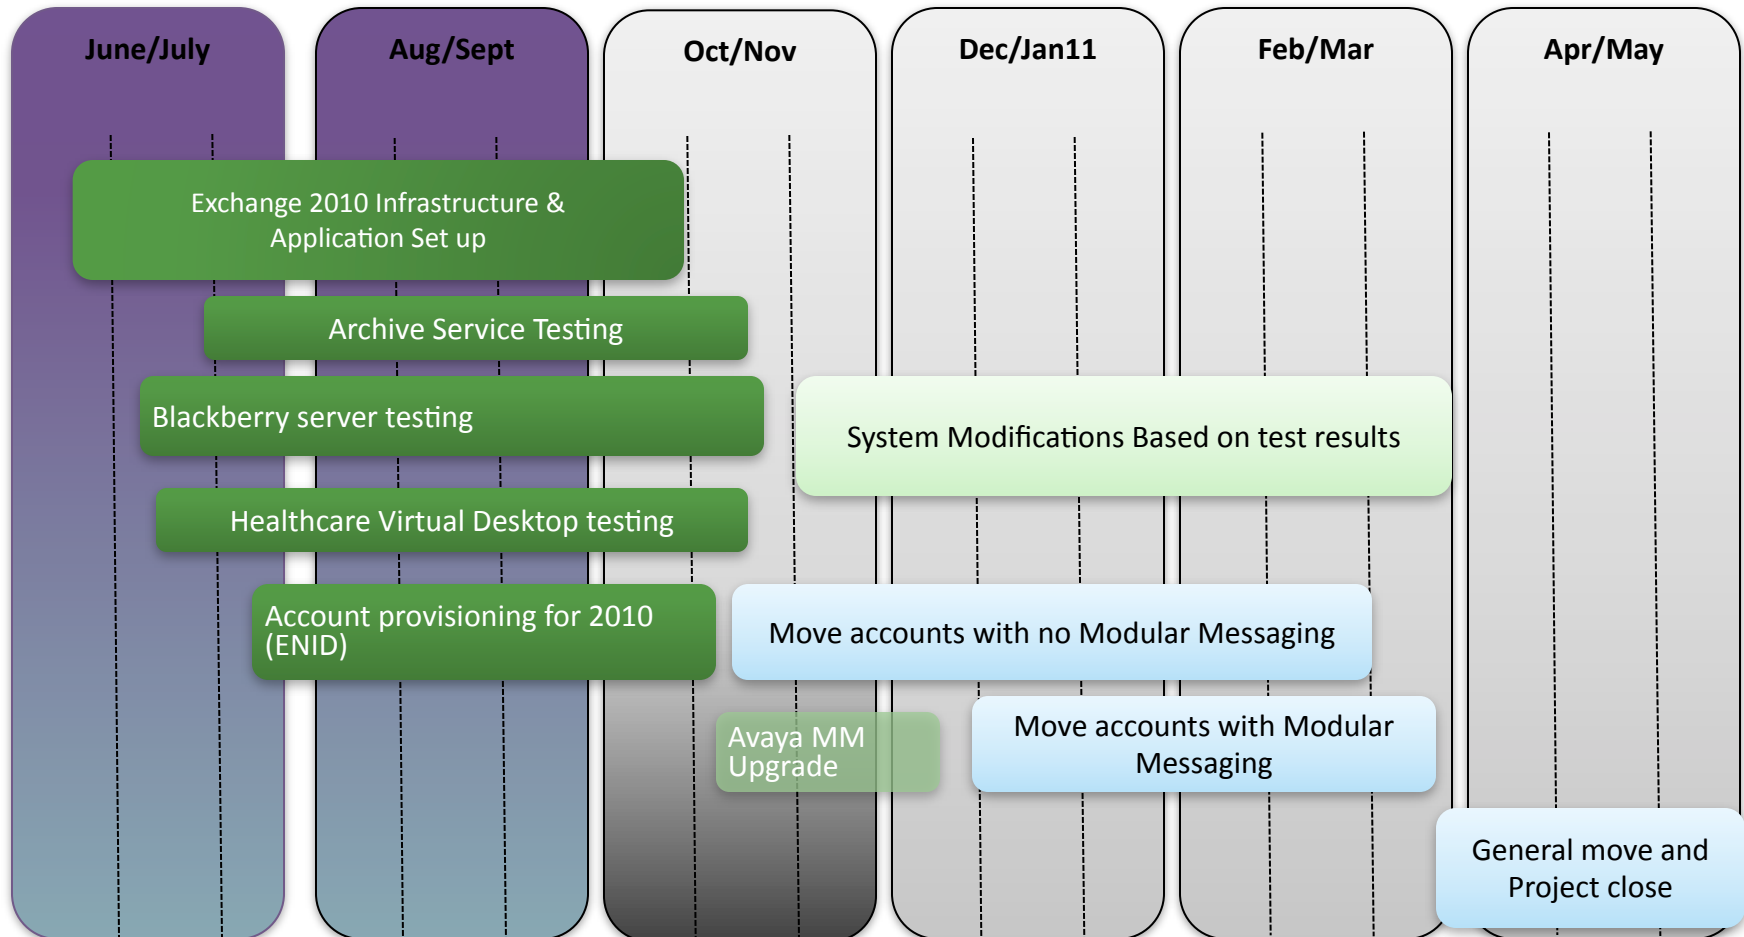 June/July
Aug/Sept
Oct/Nov
Dec/Jan11
Feb/Mar
Apr/May
Exchange 2010 Infrastructure &
Application Set up
Archive Service Testing
Blackberry server testing
System Modifications Based on test results
Healthcare Virtual Desktop testing
Account provisioning for 2010
(ENID)
Move accounts with no Modular Messaging
Avaya MM
Upgrade
Move accounts with Modular
Messaging
General move and
Project close